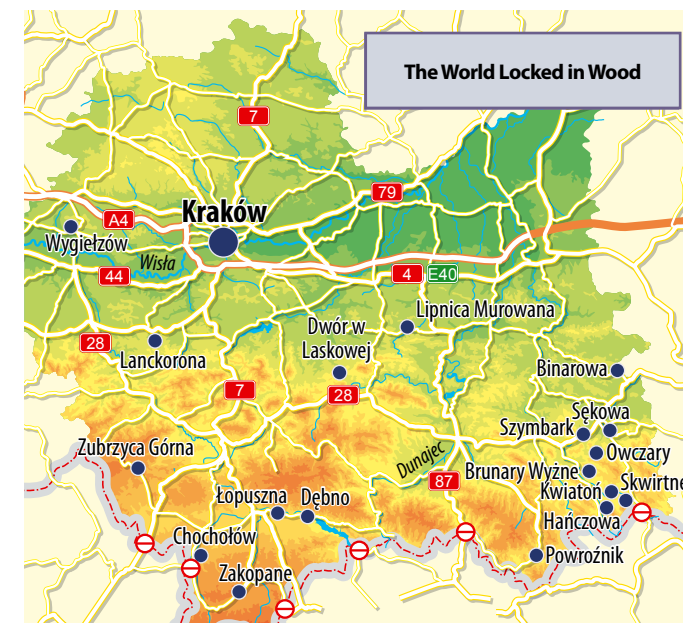 The World Locked in Wood
7
79
A4
Kraków
Wygiełzów
Wisła
44
4
E40
Lipnica Murowana
Dwór w
Laskowej
28
Lanckorona
Binarowa
7
28
Sękowa
Szymbark
Owczary
Zubrzyca Górna
Dunajec
Brunary Wyżne
87
Kwiatoń
Skwirtne
Łopuszna
Dębno
Hańczowa
Chochołów
Powroźnik
Zakopane